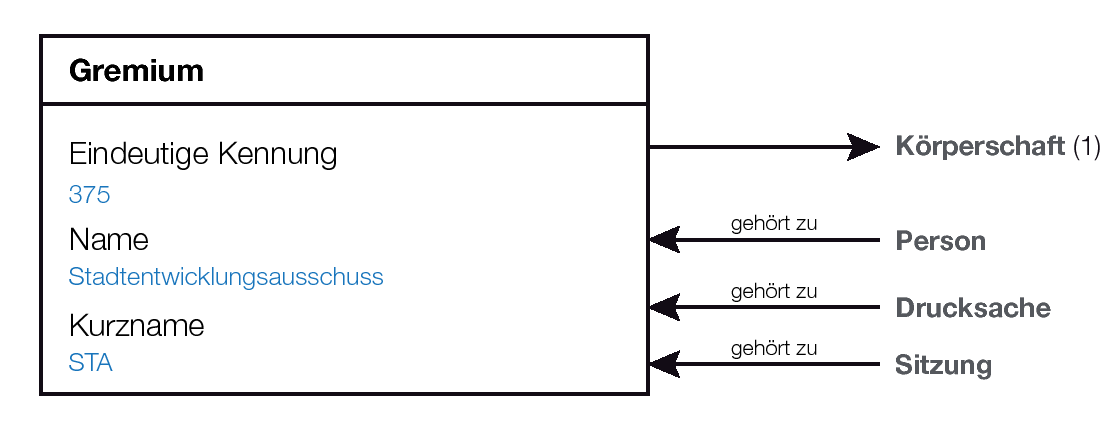 Gremium
Eindeutige Kennung
375
Name
Stadtentwicklungsausschuss
Kurzname
STA
Körperschaft (1)
gehört zu
Person
gehört zu
Drucksache
gehört zu
Sitzung